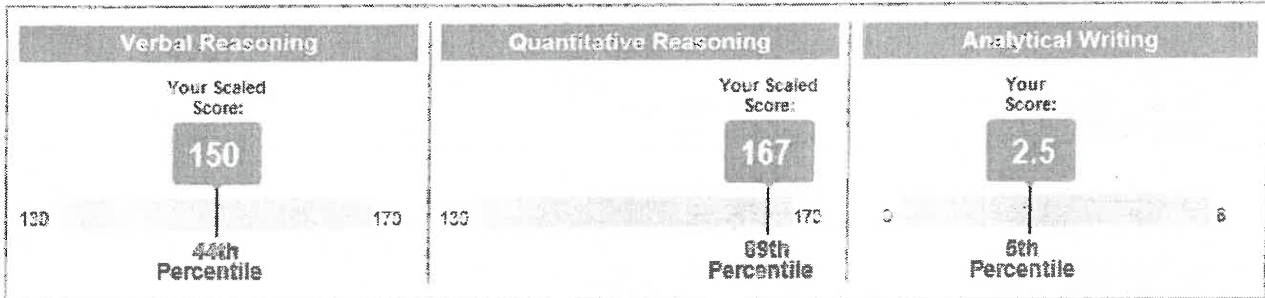 Verbal Reasoning
Your Scaled
Score:
150
130
170
44th
Percentile
Quantitative Reasoning
Your Scaled
Score:
167
130
170
89th
Percentile
Analytical Writing
Your
Score:
2.5
0
6
Percentile